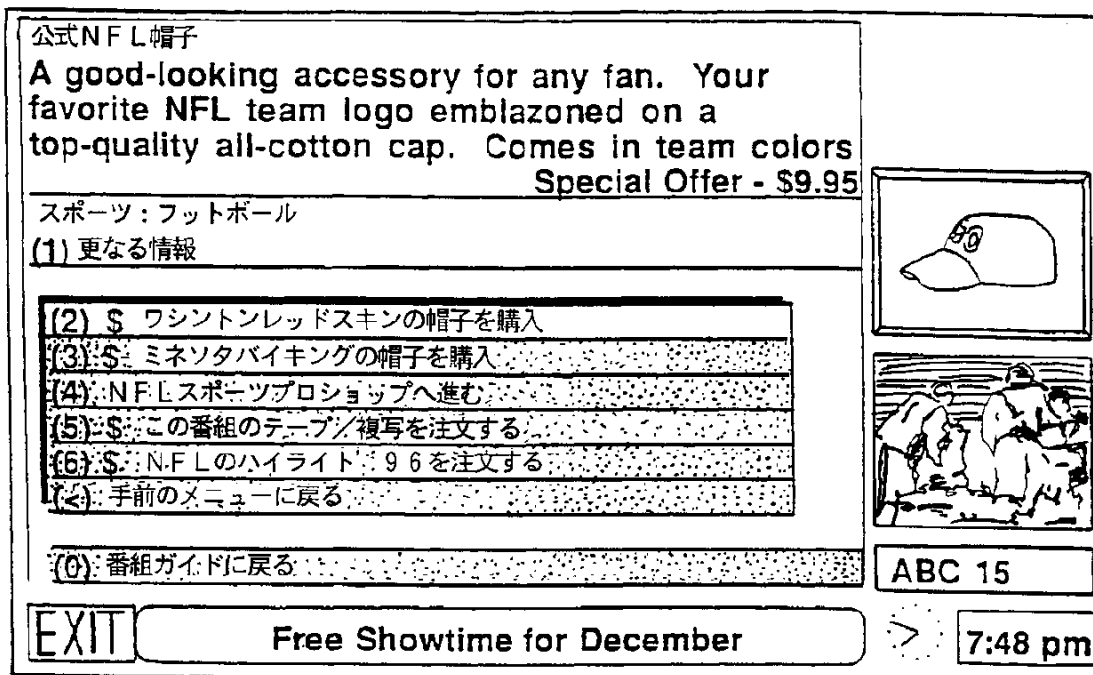 公式NFL帽子
A good-looking accessory for any fan. Your
favorite NFL team logo emblazoned on a
top-quality all-cotton cap. Comes in team colors
Special Offer - $9.95
スポーツ：フットボール
(1) 更なる情報
(2) $ ワシントンレッドスキンの帽子を購入
(3) $ ミネソタバイキングの帽子を購入
(4) NFLスポーツプロショップへ進む
(5) $ この番組のテープ／複写を注文する
(6) $ NFLのハイライト：96を注文する
(<) 手前のメニューに戻る
(0) 番組ガイドに戻る
ABC 15
EXIT
Free Showtime for December
7:48 pm